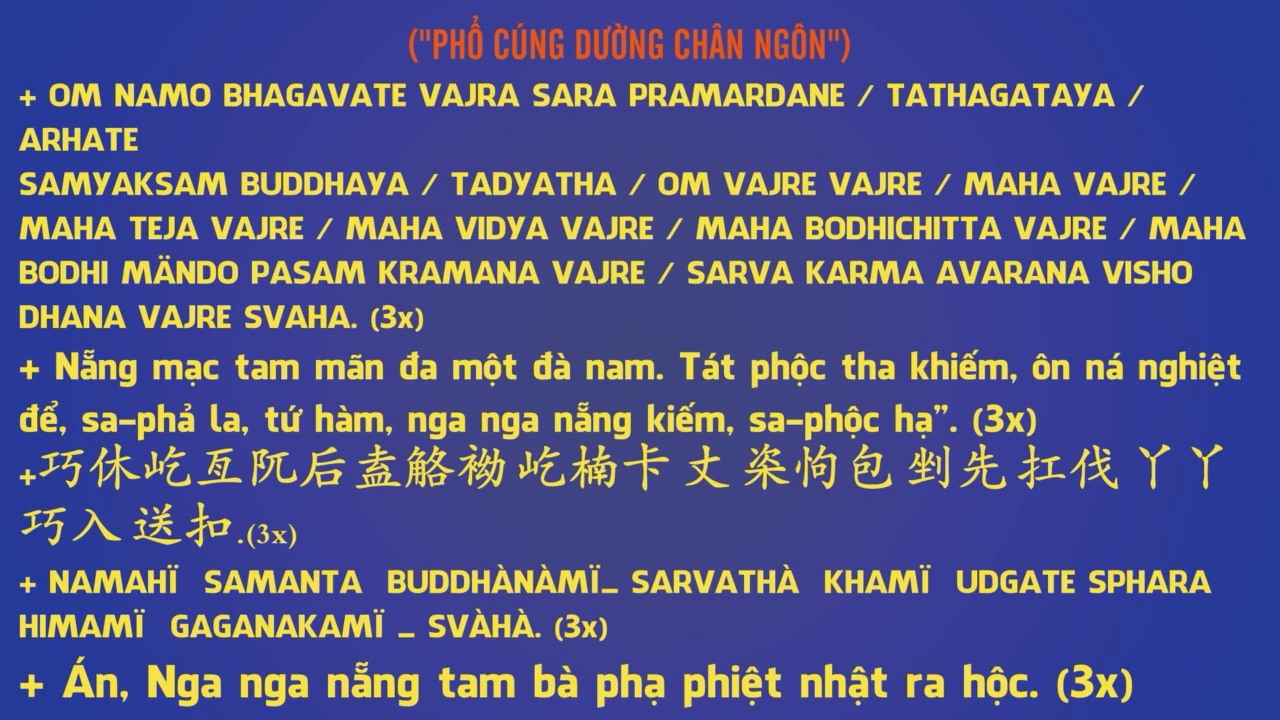 ("PHỔ CÚNG DƯỜNG CHÂN NGÔN")
+ OM NAMO BHAGAVATE VAJRA SARA PRAMARDANE / TATHAGATAYA /
ARHATE
SAMYAKSAM BUDDHAYA / TADYATHA / OM VAJRE VAJRE / MAHA VAJRE /
MAHA TEJA VAJRE / MAHA VIDYA VAJRE / MAHA BODHICHITTA VAJRE / MAHA
BODHI MÄNDO PASAM KRAMANA VAJRE / SARVA KARMA AVARANA VISHO
DHANA VAJRE SVAHA. (3x)
+ Nẵng mạc tam mãn đa một đà nam. Tát phộc tha khiếm, ôn ná nghiệt
để, sa-phả la, tứ hàm, nga nga nẵng kiếm, sa-phộc hạ”. (3x)
+巧休屹亙阢后盍觡袎屹楠卡丈 梁恦包 剉先 扛伐 丫丫
巧入 送扣.(3x)
+ NAMAHÏ SAMANTA BUDDHÀNÀMÏ_ SARVATHÀ KHAMÏ UDGATE SPHARA
HIMAMÏ GAGANAKAMÏ _ SVÀHÀ. (3x)
+ Án, Nga nga nẵng tam bà phạ phiệt nhật ra hộc. (3x)